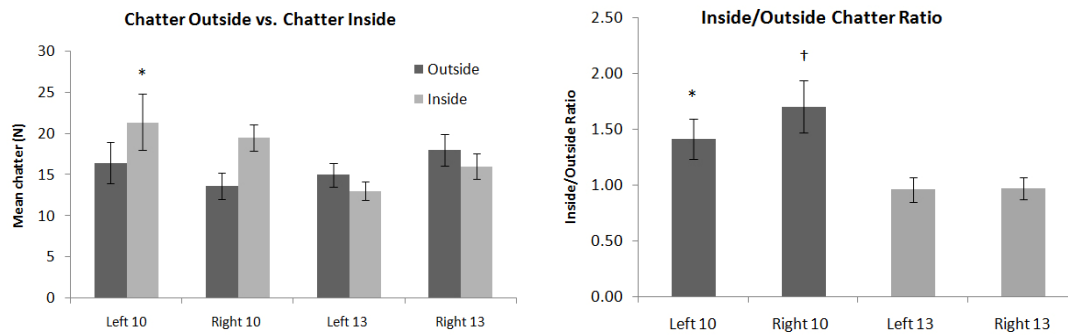 Chatter Outside vs. Chatter Inside
30
25
20
15
10
5
0
Mean chatter (N)
*
Outside
Inside
Left 10 Right 10 Left 13 Right 13
Inside/Outside Chatter Ratio
2.50
2.00
1.50
1.00
0.50
0.00
Inside/Outside Ratio
*
†
Left 10 Right 10 Left 13 Right 13